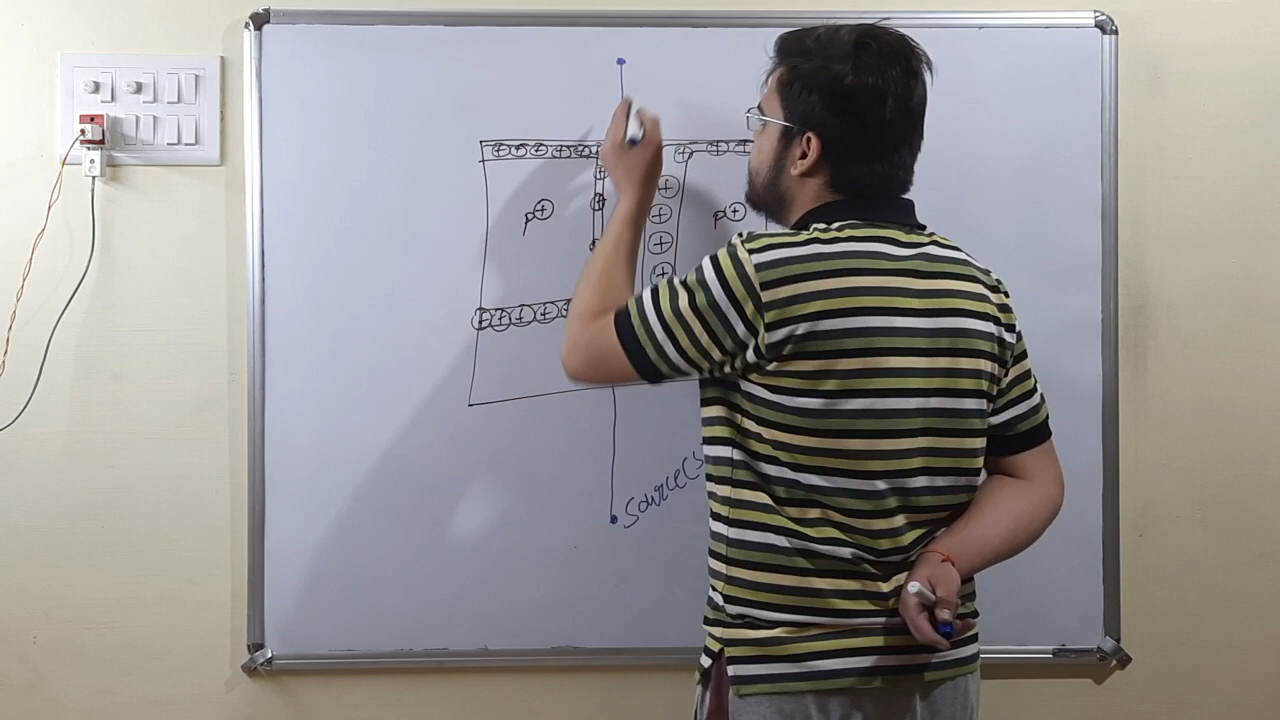 + + + + +
+ + +
+
+
P +
P +
+
+
+
+ + + + +
Source(S